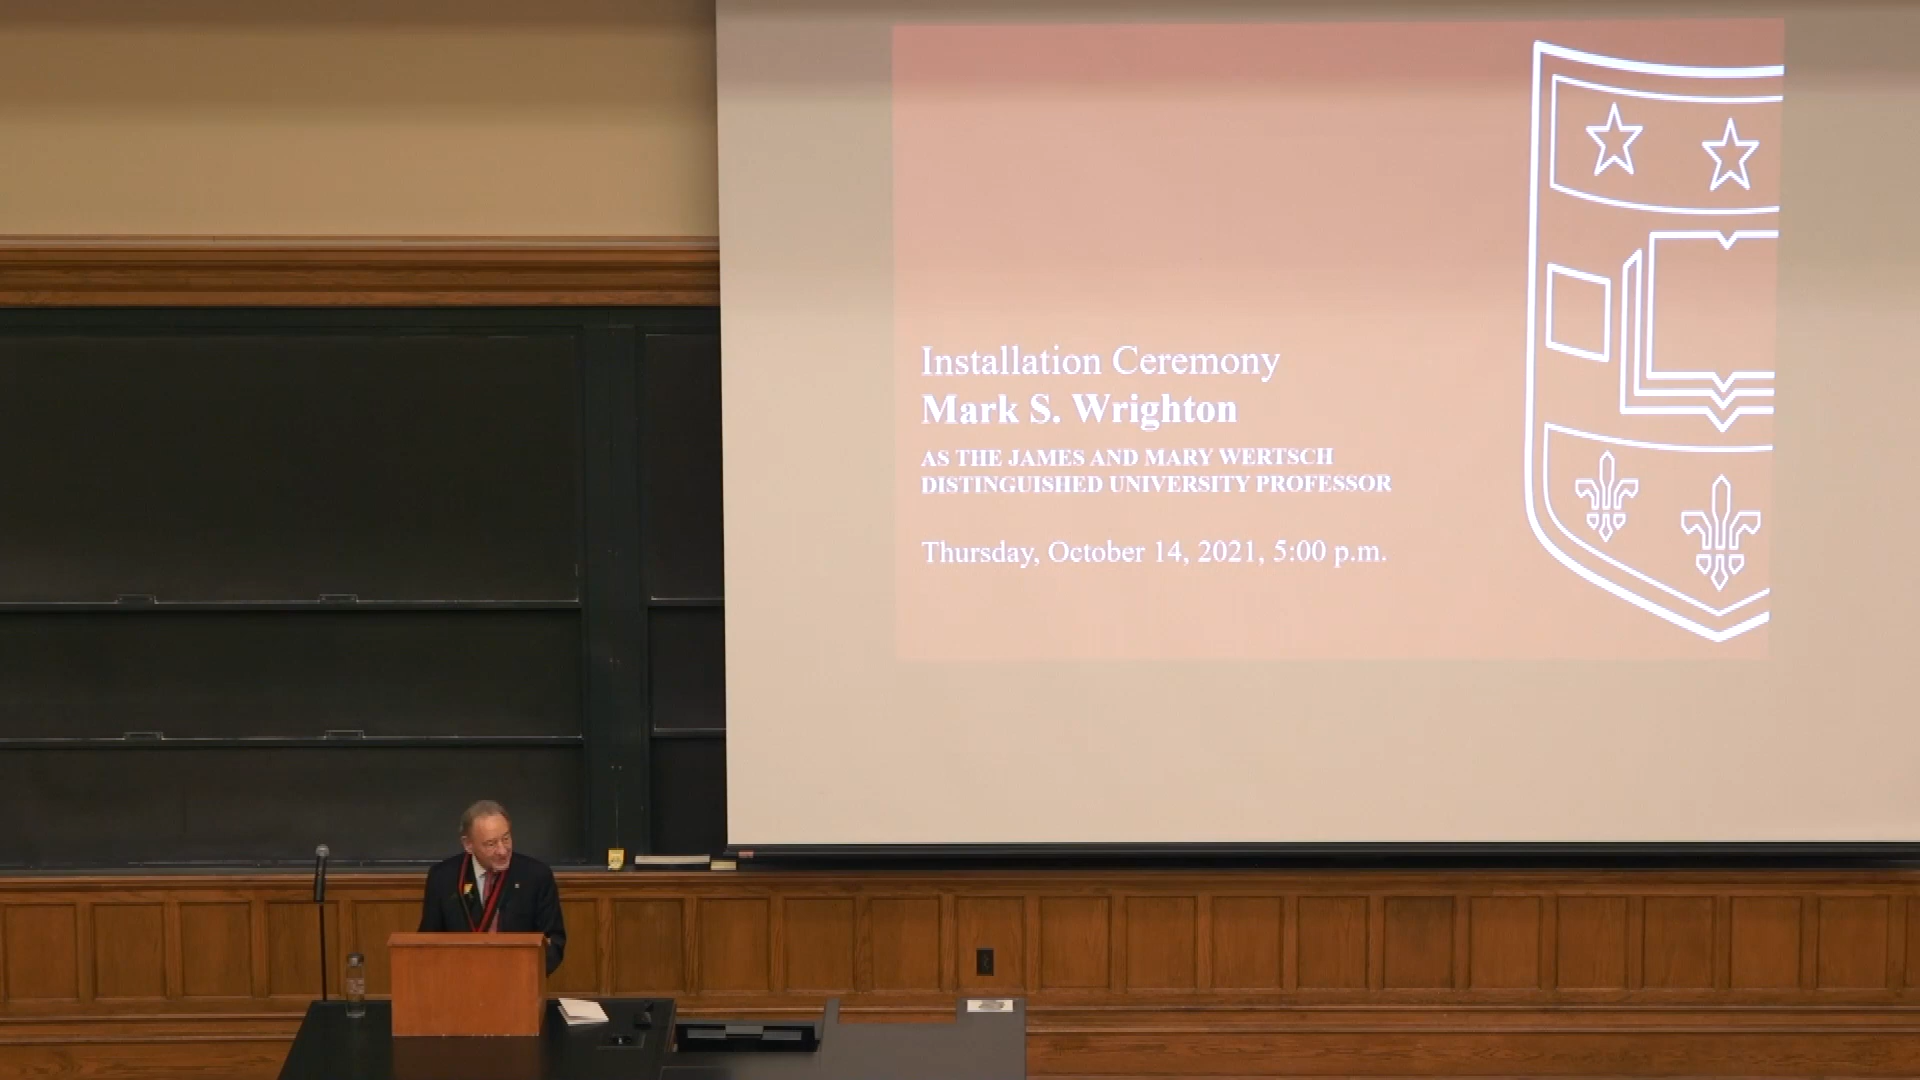 Installation Ceremony
Mark S. Wrighton
AS THE JAMES AND MARY WERTSCH
DISTINGUISHED UNIVERSITY PROFESSOR
Thursday, October 14, 2021, 5:00 p.m.